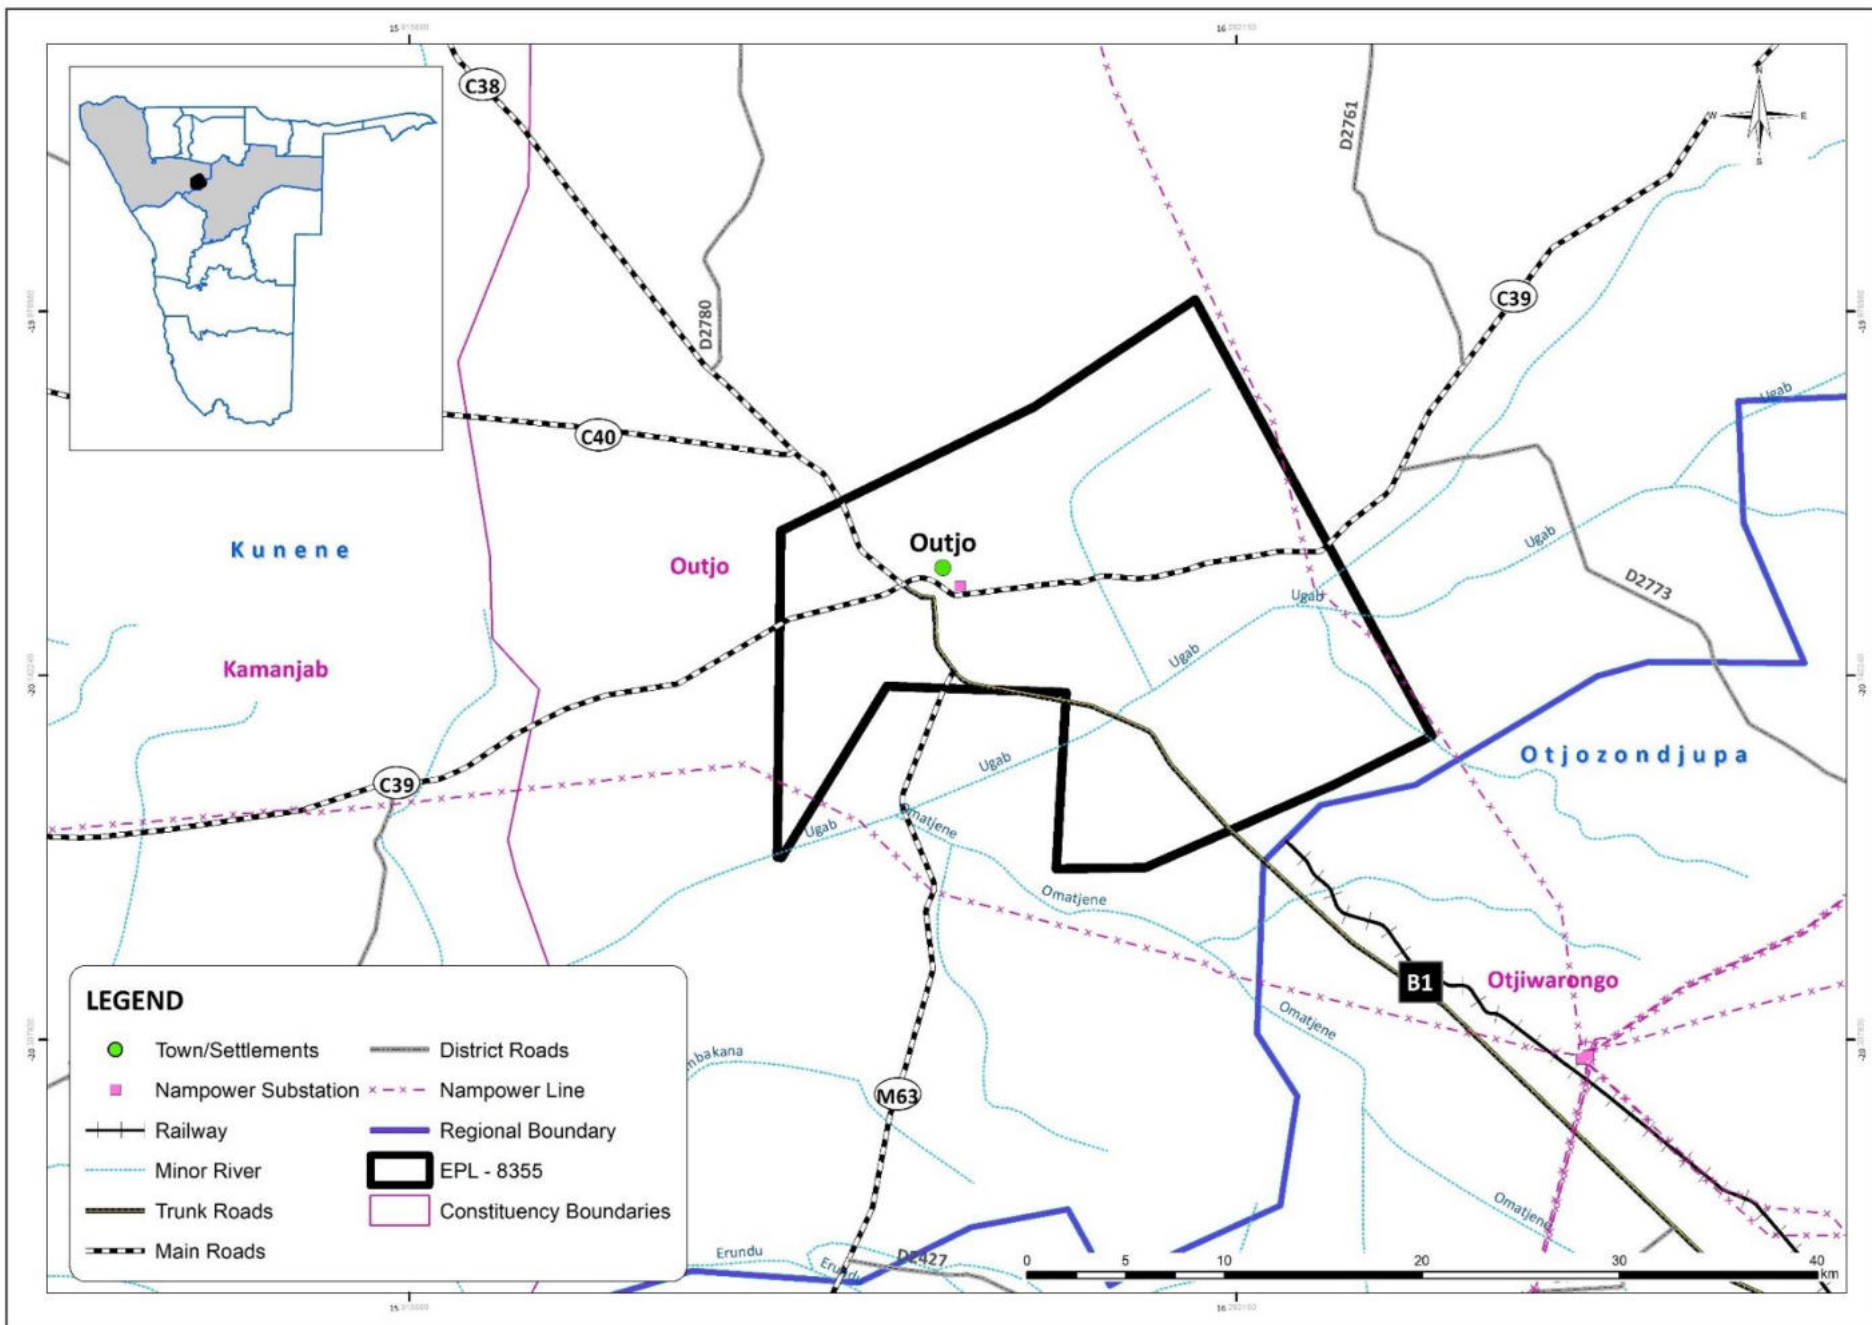 C38
D2761
N
W
E
S
C39
D2780
C40
Ugab
Outjo
Kunene
Outjo
Ugab
D2773
Ugab
Ugab
Kamanjab
Otjozondjupa
Ugab
C39
Ugab
Omatjene
Omatjene
B1
Otjiwarongo
Omatjene
M63
Omatjene
Erundu
Erundu
D2427
LEGEND
Town/Settlements
District Roads
Nampower Substation
Nampower Line
Railway
Regional Boundary
Minor River
EPL - 8355
Trunk Roads
Constituency Boundaries
Main Roads
0 5 10 20 30 40
km